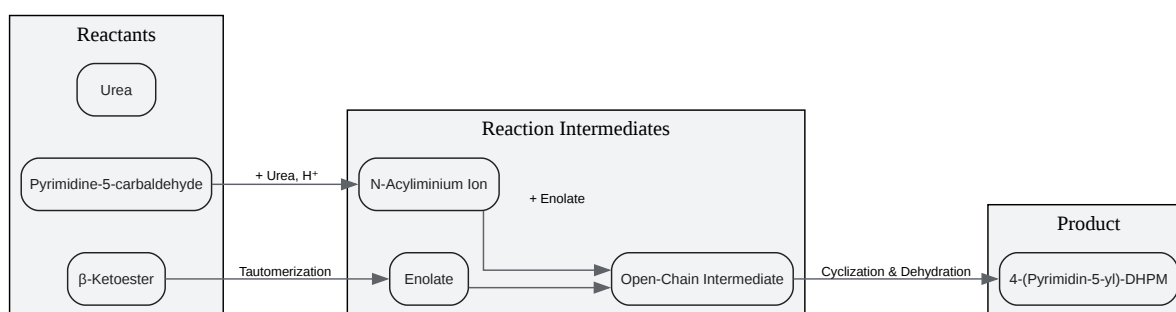 Reactants
Urea
Pyrimidine-5-carbaldehyde
β-Ketoester
+ Urea, H⁺
Tautomerization
Reaction Intermediates
N-Acyliminium Ion
+ Enolate
Enolate
Open-Chain Intermediate
Cyclization & Dehydration
Product
4-(Pyrimidin-5-yl)-DHPM